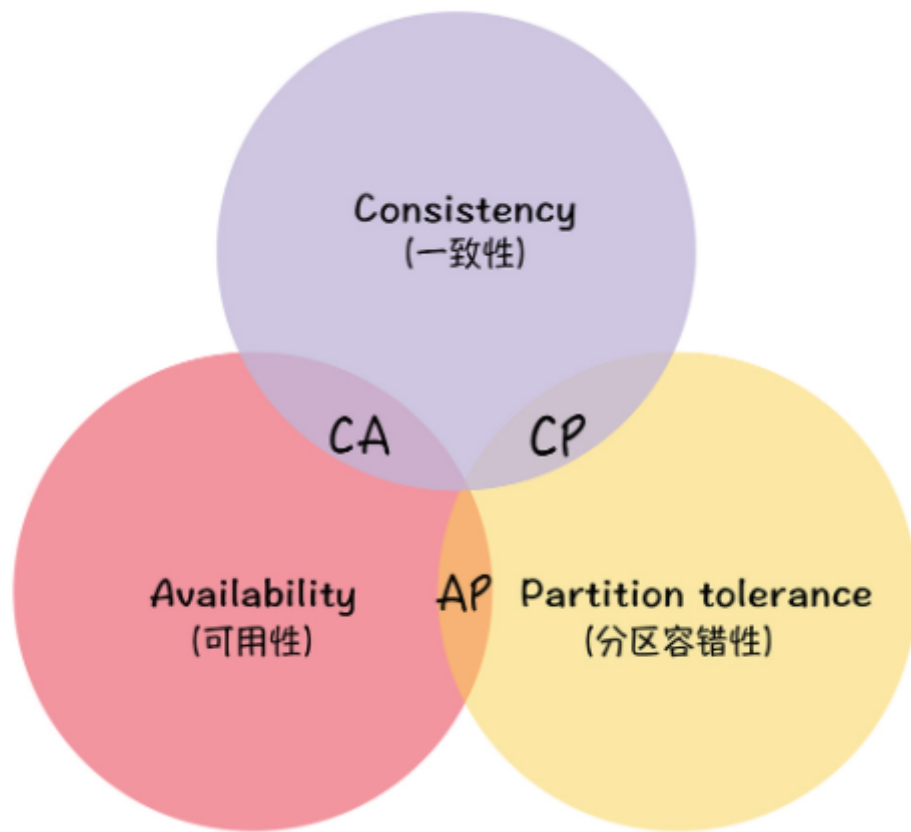 Consistency
(一致性)
CA
CP
Availability
(可用性)
AP
Partition tolerance
(分区容错性)